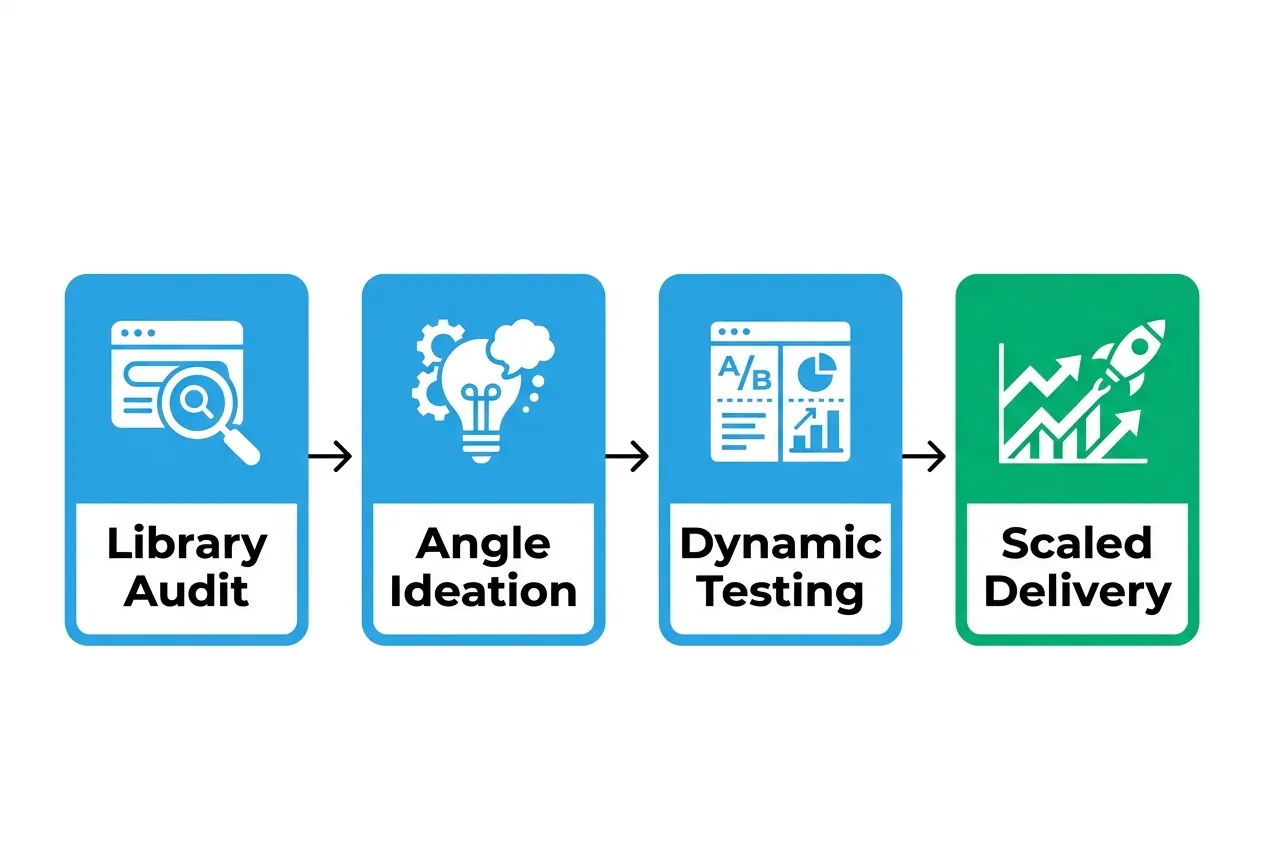 Library
Audit
Angle
Ideation
A/B
Dynamic
Testing
Scaled
Delivery